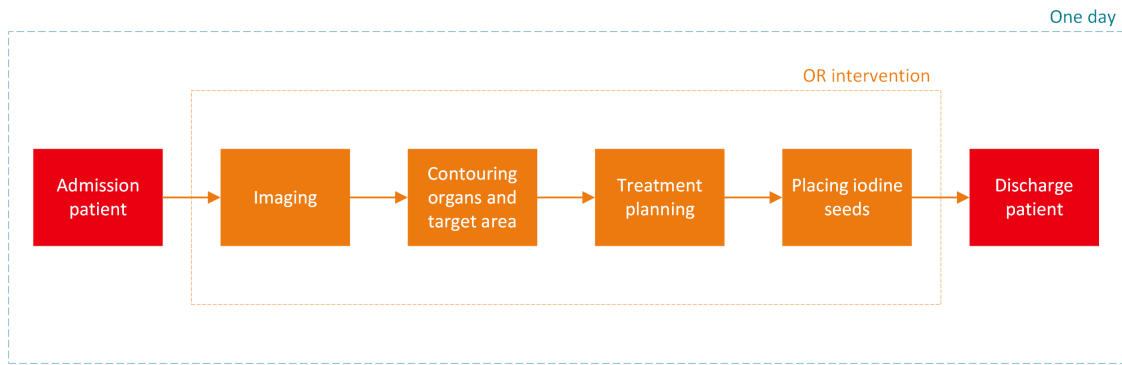 One day
OR intervention
Admission
patient
Imaging
Contouring
organs and
target area
Treatment
planning
Placing iodine
seeds
Discharge
patient